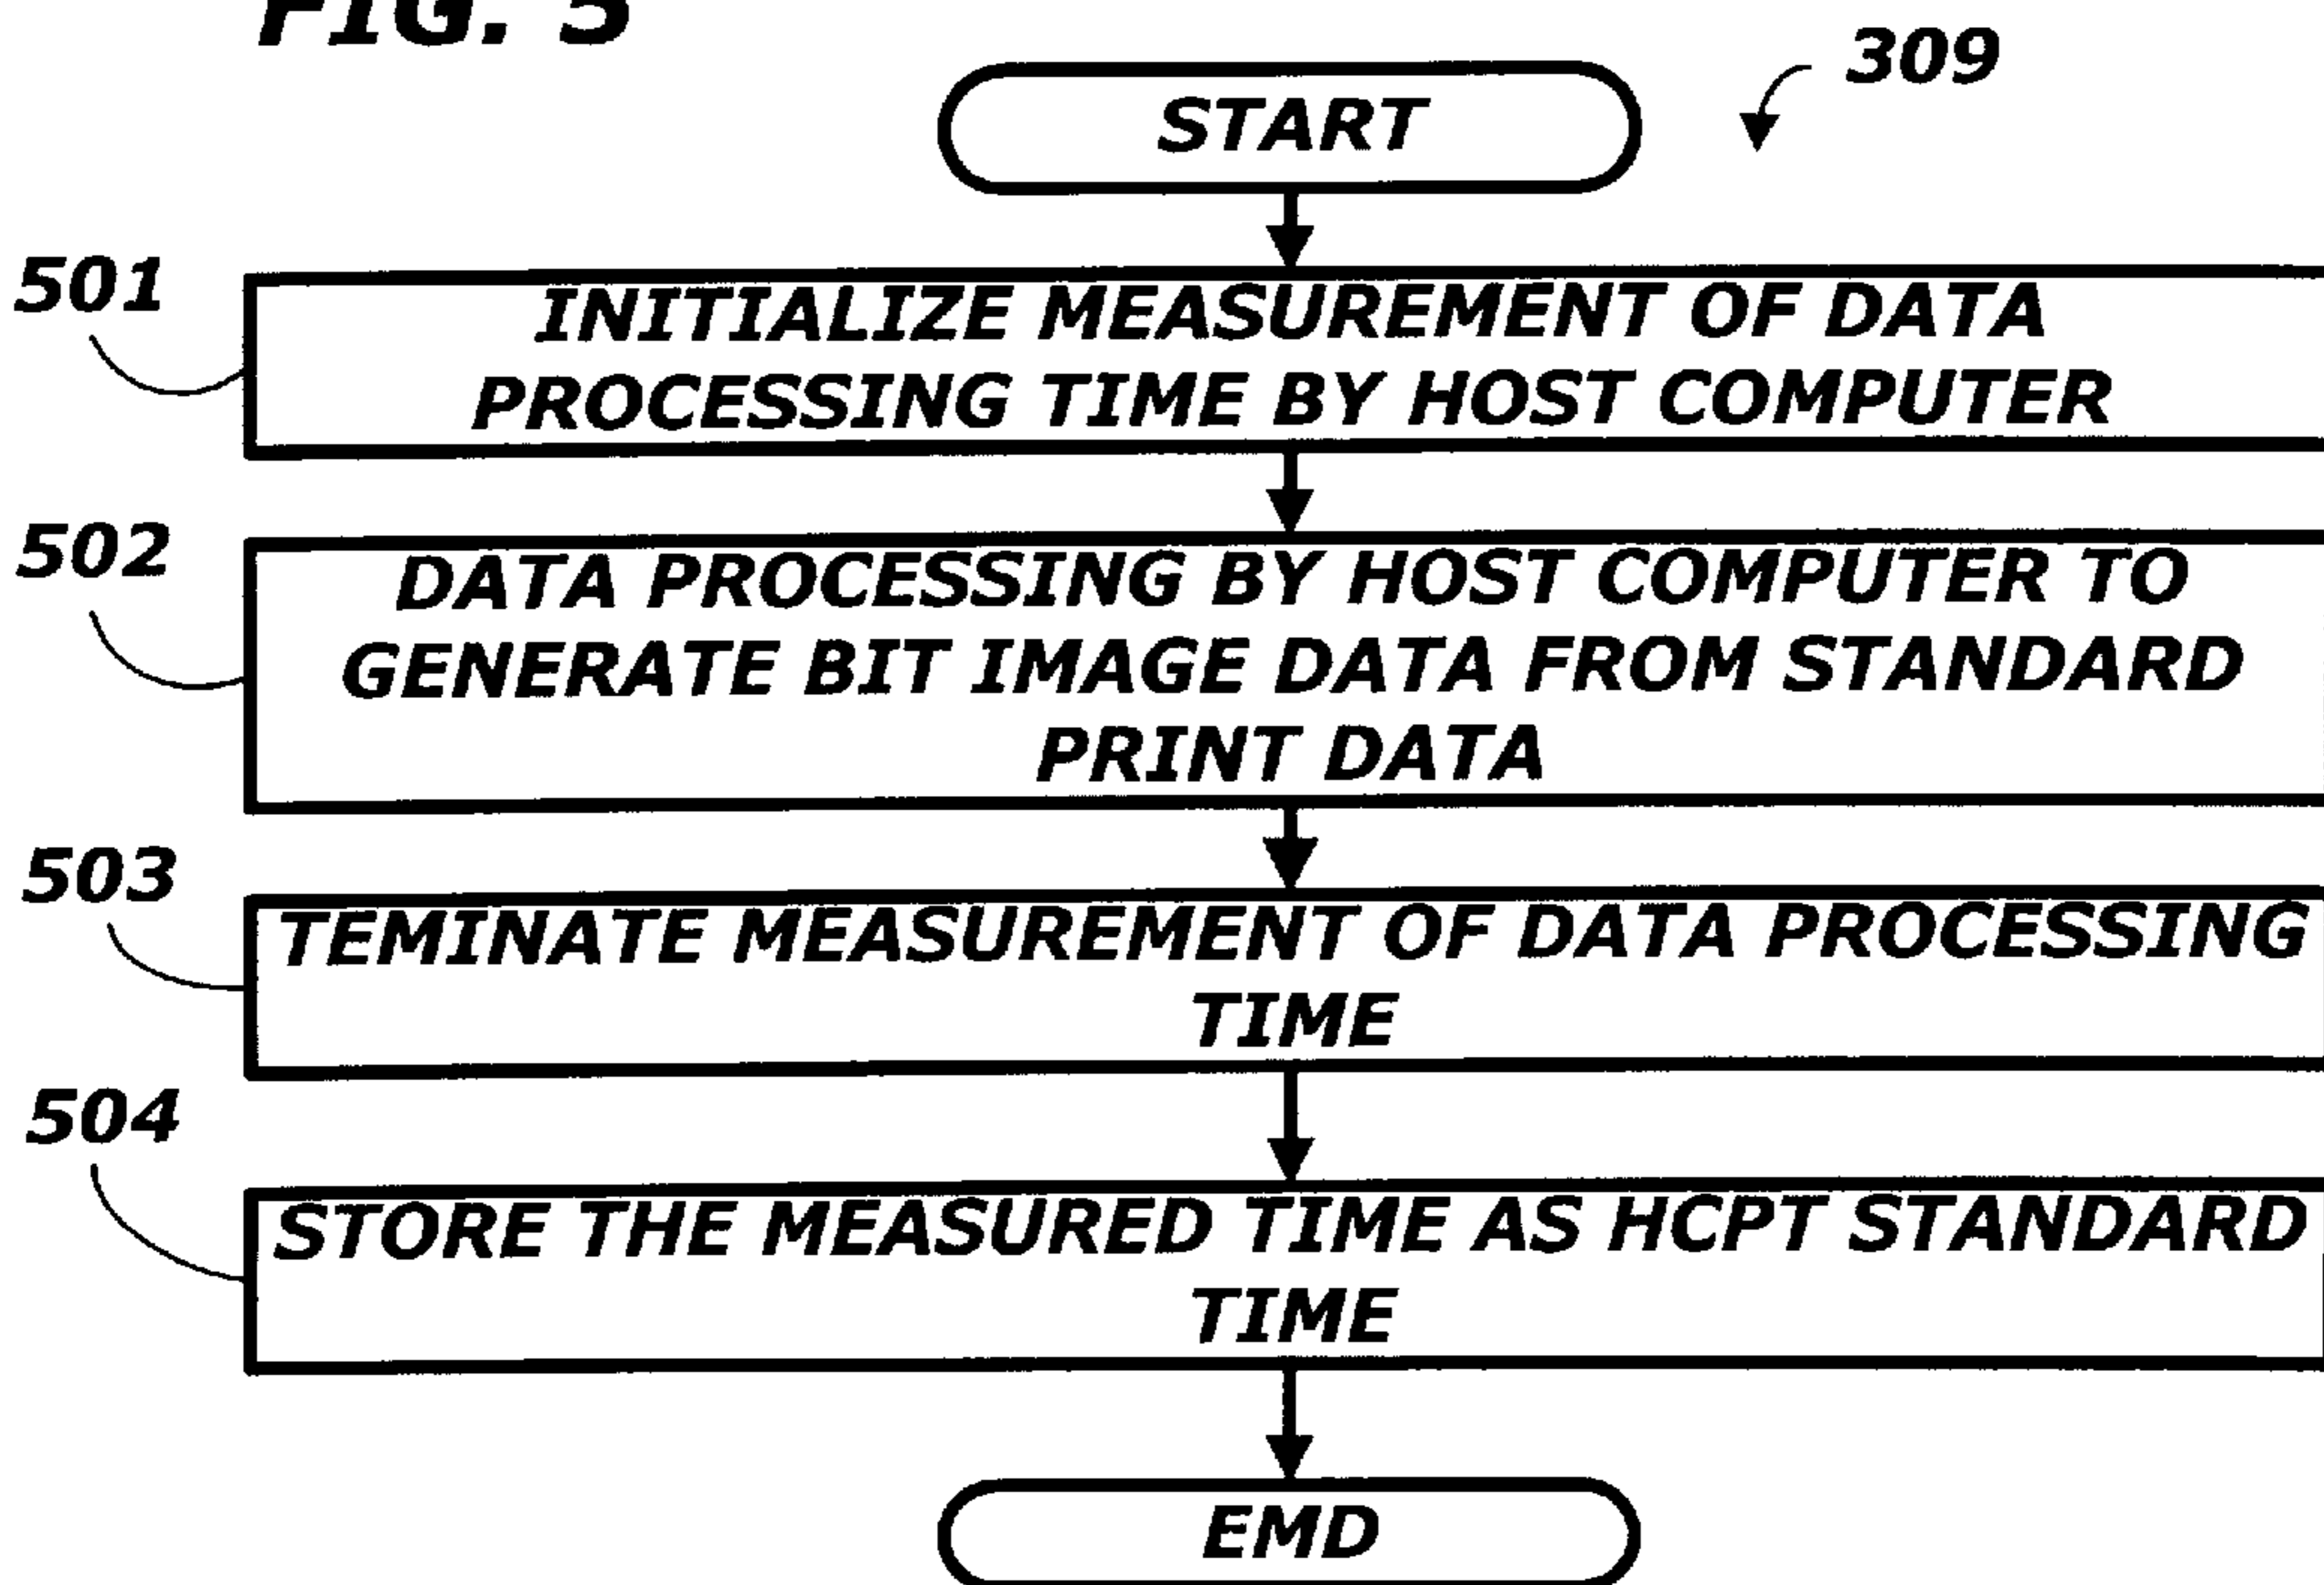 FIG. 5
309
START
501
INITIALIZE MEASUREMENT OF DATA
PROCESSING TIME BY HOST COMPUTER
502
DATA PROCESSING BY HOST COMPUTER TO
GENERATE BIT IMAGE DATA FROM STANDARD
PRINT DATA
503
TEMINATE MEASUREMENT OF DATA PROCESSING
TIME
504
STORE THE MEASURED TIME AS HCPT STANDARD
TIME
EMD